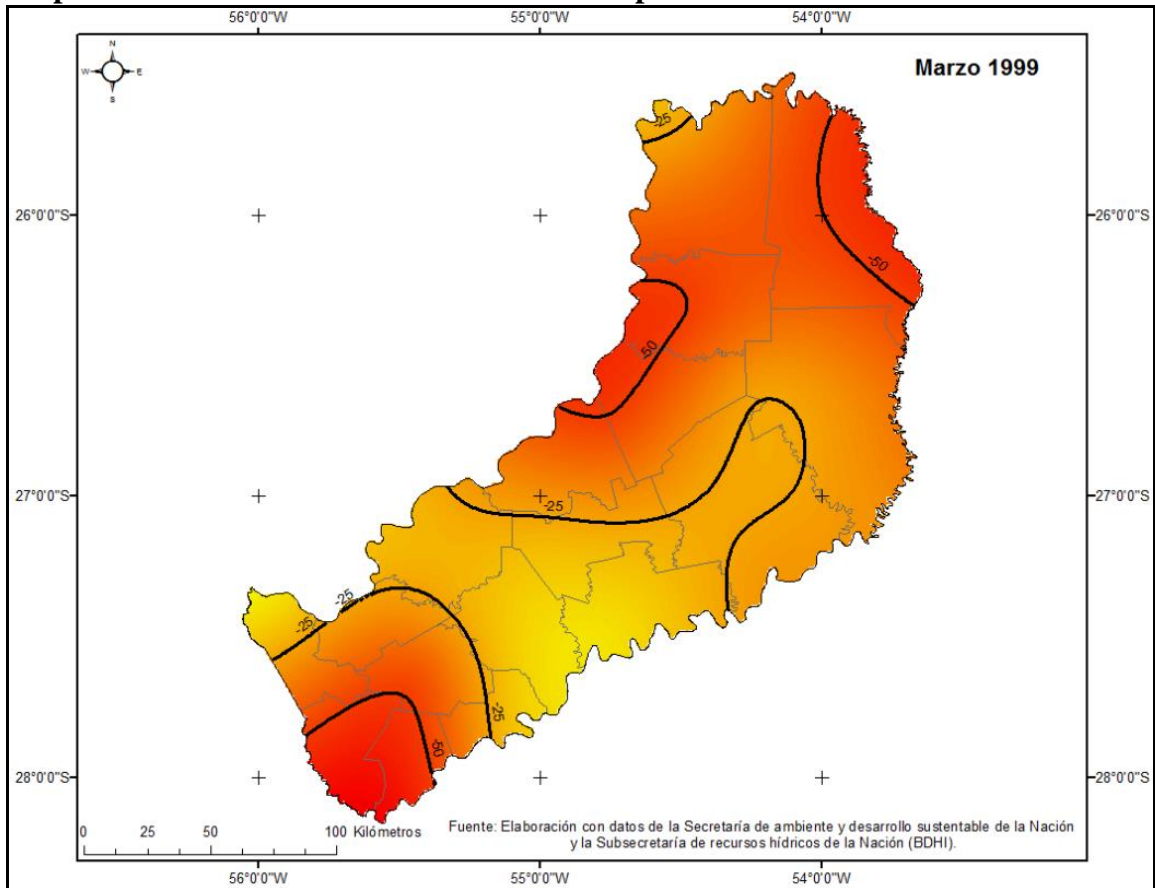 56°0'0"W 55°0'0"W 54°0'0"W
N
W E
S
Marzo 1999
-25
26°0'0"S 26°0'0"S
-50
-50
27°0'0"S 27°0'0"S
-25
-25
-25
-25
-50
28°0'0"S 28°0'0"S
0 25 50 100 Kilómetros
Fuente: Elaboración con datos de la Secretaría de ambiente y desarrollo sustentable de la Nación
y la Subsecretaría de recursos hídricos de la Nación (BDHI).
56°0'0"W 55°0'0"W 54°0'0"W